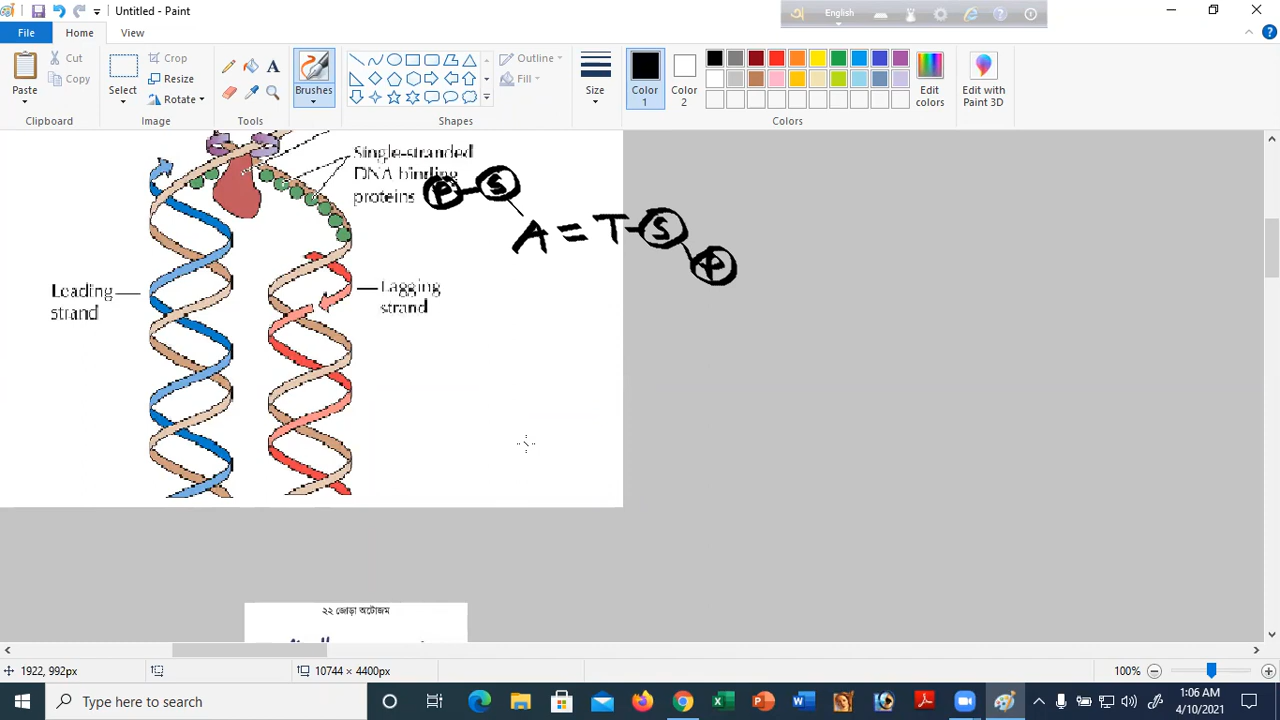 Untitled - Paint
অ English
File Home View
Paste Cut Copy Clipboard
Select Crop Resize Rotate Image
Tools
Brushes
Outline Fill Shapes
Size
Color 1 Color 2 Edit colors Edit with Paint 3D Colors
Single-stranded
DNA binding
proteins
P S
A = T S
P
Leading
strand
Lagging
strand
২২ জোড়া অটোজম
1922, 992px 10744 × 4400px 100%
Type here to search
1:06 AM
4/10/2021